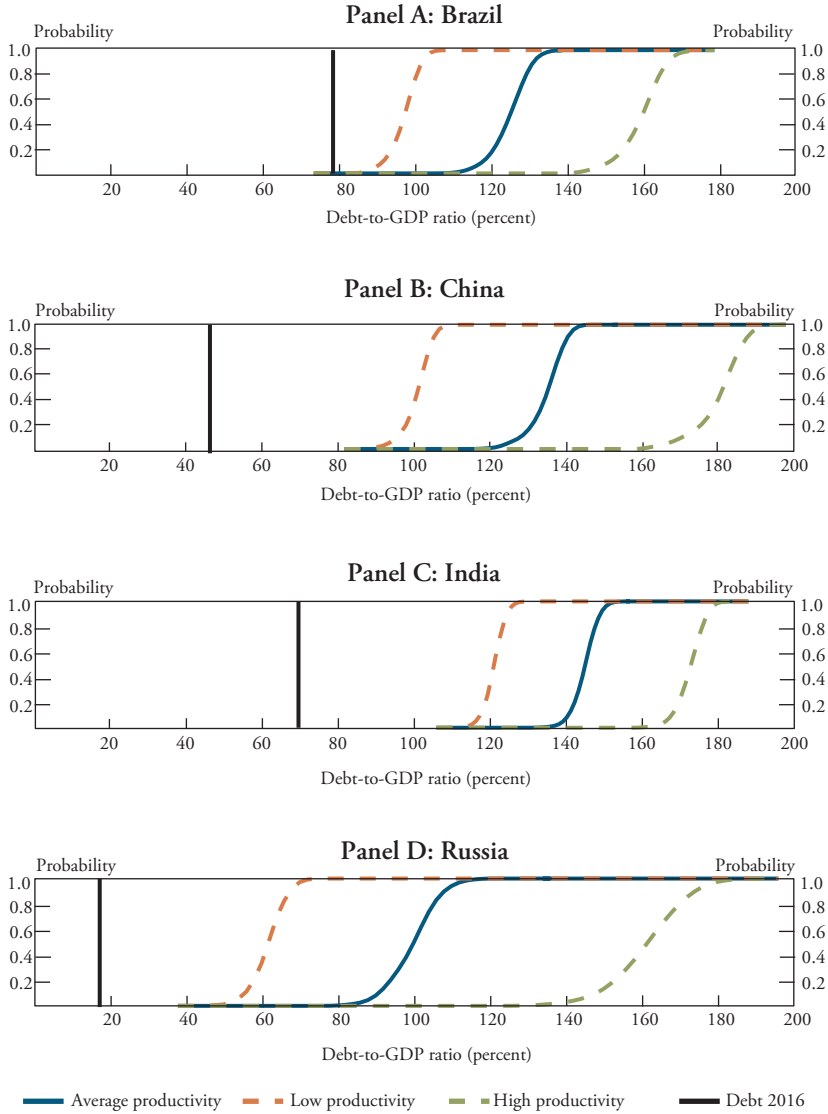 Panel A: Brazil
Probability Probability
1.0 1.0
0.8 0.8
0.6 0.6
0.4 0.4
0.2 0.2
20 40 60 80 100 120 140 160 180 200
Debt-to-GDP ratio (percent)
Panel B: China
Probability Probability
1.0 1.0
0.8 0.8
0.6 0.6
0.4 0.4
0.2 0.2
20 40 60 80 100 120 140 160 180 200
Debt-to-GDP ratio (percent)
Panel C: India
Probability Probability
1.0 1.0
0.8 0.8
0.6 0.6
0.4 0.4
0.2 0.2
20 40 60 80 100 120 140 160 180 200
Debt-to-GDP ratio (percent)
Panel D: Russia
Probability Probability
1.0 1.0
0.8 0.8
0.6 0.6
0.4 0.4
0.2 0.2
20 40 60 80 100 120 140 160 180 200
Debt-to-GDP ratio (percent)
Average productivity Low productivity High productivity Debt 2016